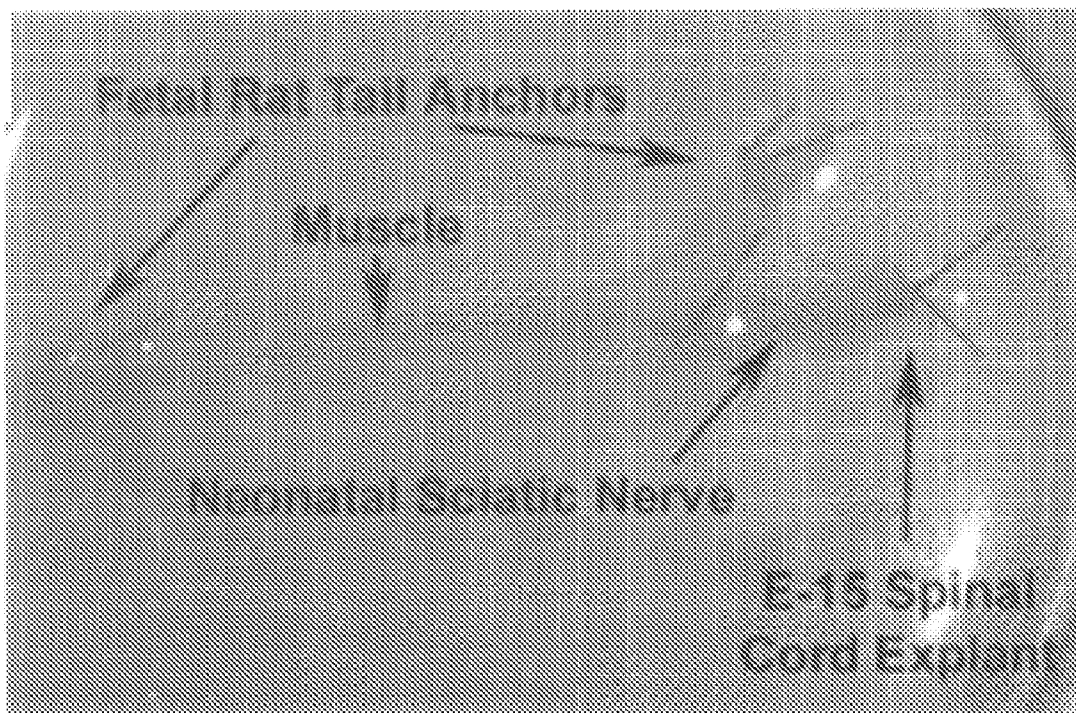 Fetal Rat Tail Anchors
Muscle
Neonatal Sciatic Nerve
E-15 Spinal
Cord Explant